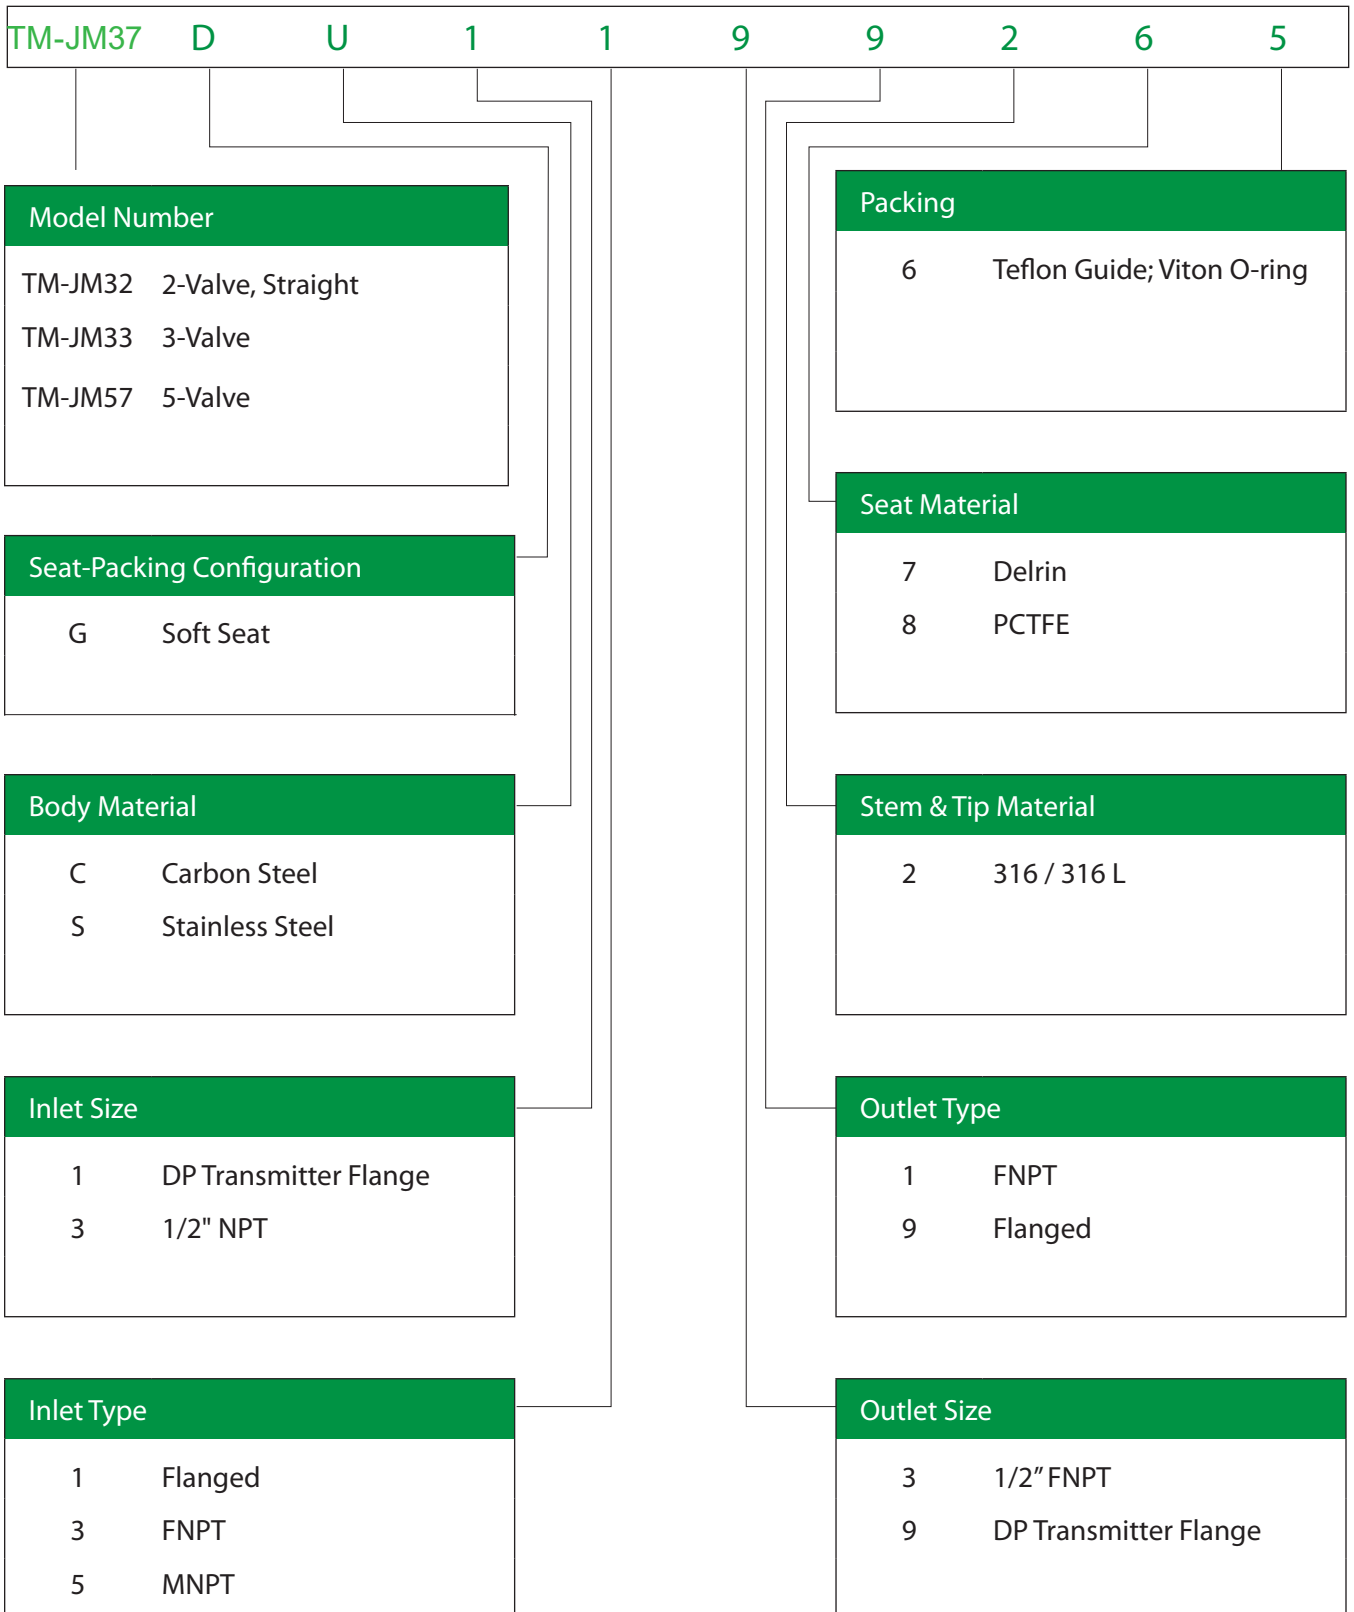 TM-JM37 D U 1 1 9 9 2 6 5
Model Number
TM-JM32 2-Valve, Straight
TM-JM33 3-Valve
TM-JM57 5-Valve
Seat-Packing Configuration
G Soft Seat
Body Material
C Carbon Steel
S Stainless Steel
Inlet Size
1 DP Transmitter Flange
3 1/2" NPT
Inlet Type
1 Flanged
3 FNPT
5 MNPT
Packing
6 Teflon Guide; Viton O-ring
Seat Material
7 Delrin
8 PCTFE
Stem & Tip Material
2 316 / 316 L
Outlet Type
1 FNPT
9 Flanged
Outlet Size
3 1/2” FNPT
9 DP Transmitter Flange